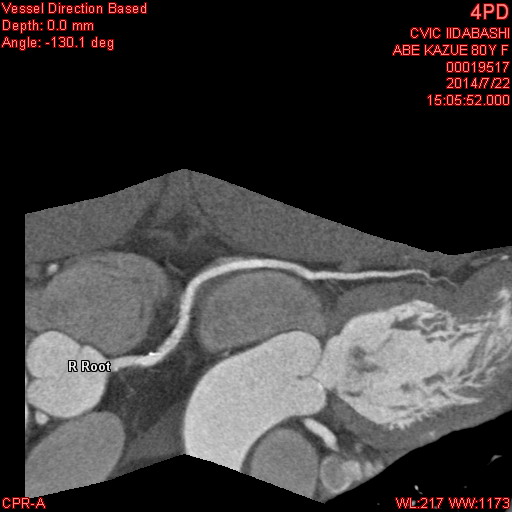 Vessel Direction Based
Depth: 0.0 mm
Angle: -130.1 deg
4PD
CVIC IIDABASHI
ABE KAZUE 80Y F
00019517
2014/7/22
15:05:52.000
R Root
CPR-A
WL:217 WW:1173